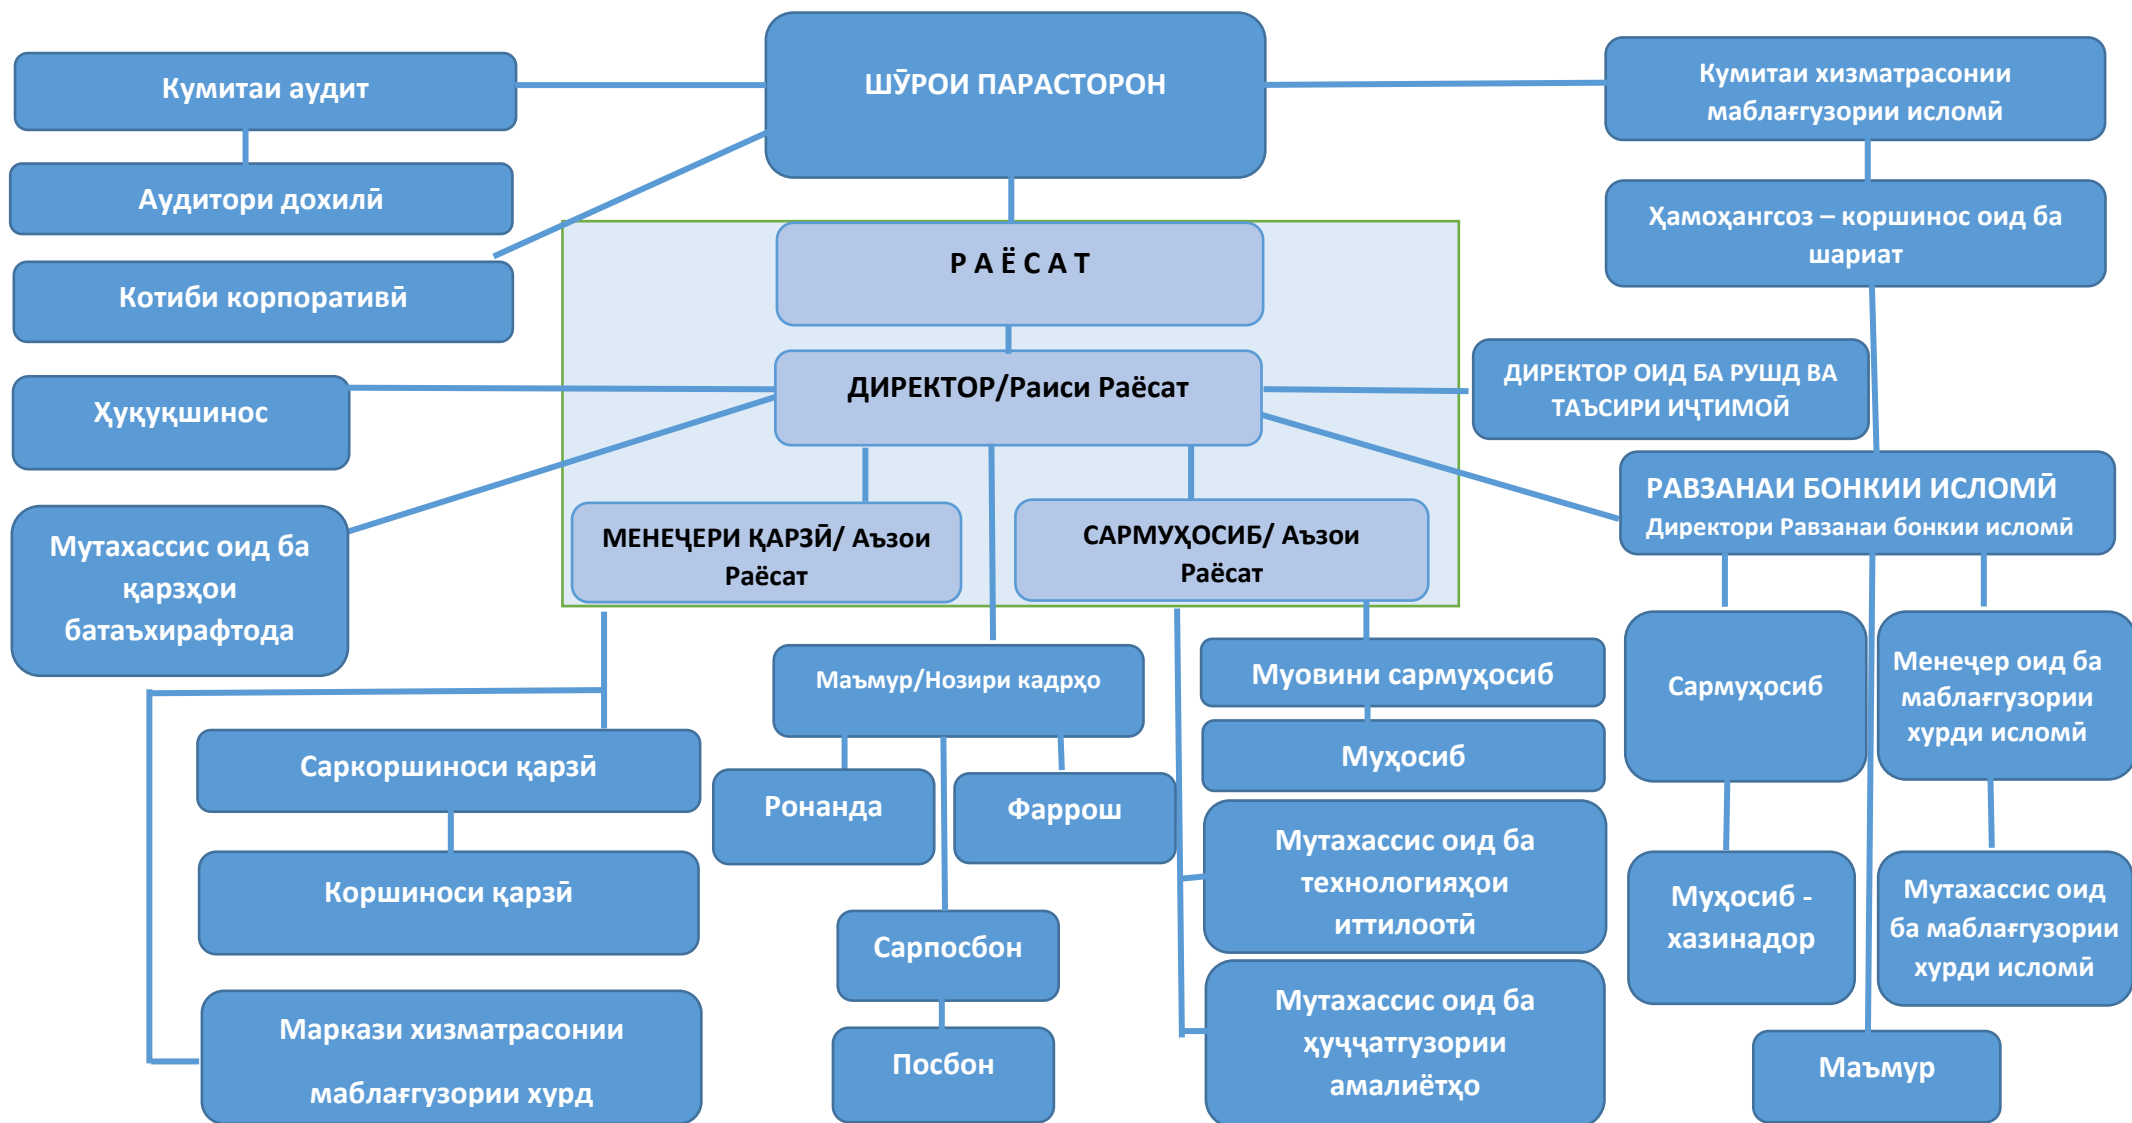 ШӮРОИ ПАРАСТОРОН
Кумитаи аудит
Кумитаи хизматрасонии
маблағгузории исломӣ
Аудитори дохилӣ
Ҳамоҳангсоз – коршинос оид ба
шариат
Котиби корпоративӣ
Р А Ё С А Т
ДИРЕКТОР/Раиси Раёсат
ДИРЕКТОР ОИД БА РУШД ВА
ТАЪСИРИ ИҶТИМОӢ
Ҳуқуқшинос
РАВЗАНАИ БОНКИИ ИСЛОМӢ
Директори Равзанаи бонкии исломӣ
Мутахассис оид ба
қарзҳои
батаъхирафтода
МЕНЕҶЕРИ ҚАРЗӢ/ Аъзои
Раёсат
САРМУҲОСИБ/ Аъзои
Раёсат
Маъмур/Нозири кадрҳо
Муовини сармуҳосиб
Сармуҳосиб
Менеҷер оид ба
маблағгузории
хурди исломӣ
Саркоршиноси қарзӣ
Ронанда
Фаррош
Муҳосиб
Коршиноси қарзӣ
Мутахассис оид ба
технологияҳои
иттилоотӣ
Муҳосиб -
хазинадор
Мутахассис оид
ба маблағгузории
хурди исломӣ
Сарпосбон
Маркази хизматрасонии
маблағгузории хурд
Посбон
Мутахассис оид ба
ҳуҷҷатгузории
амалиётҳо
Маъмур